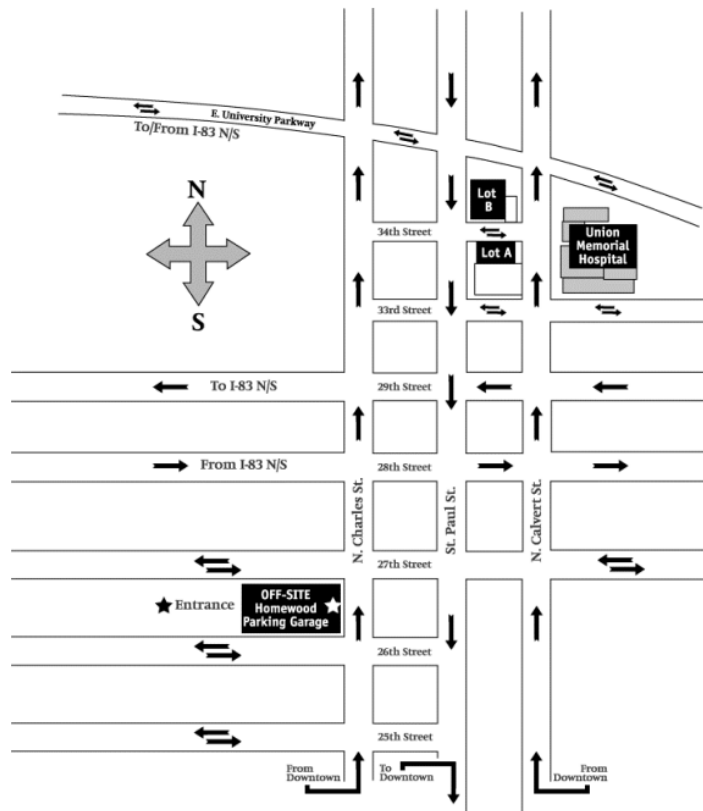 E. University Parkway
To/From I-83 N/S
N
S
Lot
B
34th Street
Lot A
Union
Memorial
Hospital
33rd Street
To I-83 N/S
29th Street
From I-83 N/S
28th Street
N. Charles St.
St. Paul St.
N. Calvert St.
27th Street
Entrance
OFF-SITE
Homewood
Parking Garage
26th Street
25th Street
From
Downtown
To
Downtown
From
Downtown